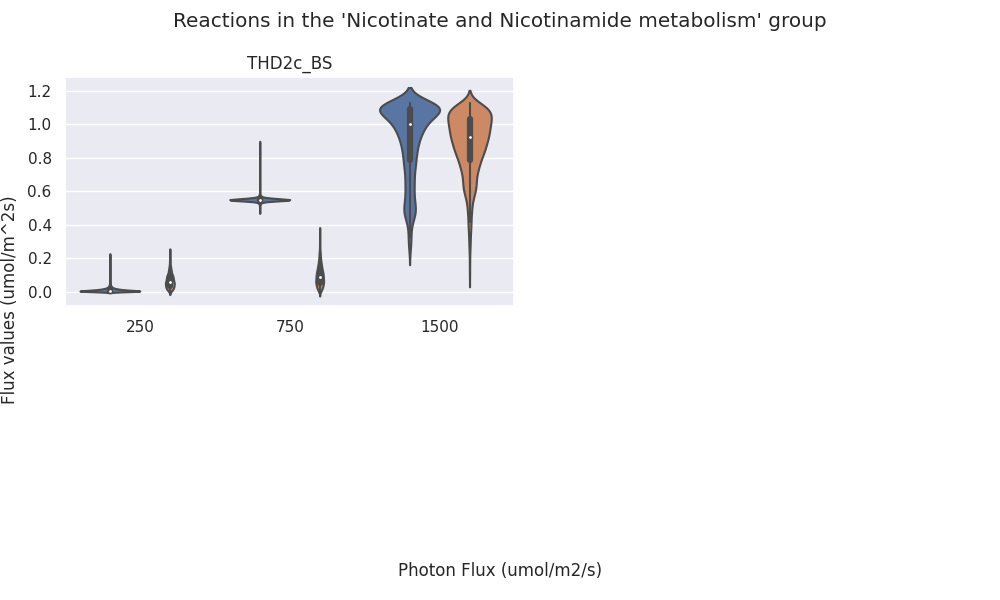 Reactions in the 'Nicotinate and Nicotinamide metabolism' group
THD2c_BS
1.2
1.0
0.8
0.6
0.4
0.2
0.0
Flux values (umol/m^2s)
250 750 1500
Photon Flux (umol/m2/s)